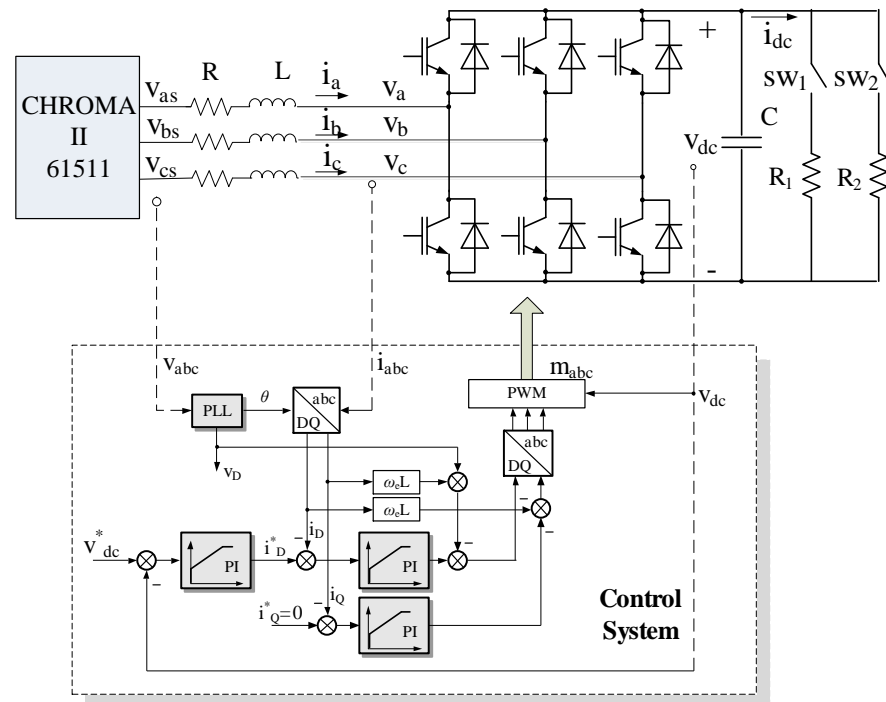 CHROMA
II
61511
v_as
v_bs
v_cs
R
L
i_a
i_b
i_c
v_a
v_b
v_c
+
-
i_dc
SW_1
SW_2
v_dc
C
R_1
R_2
v_abc
i_abc
θ
PLL
abc
DQ
v_D
PWM
m_abc
v_dc
abc
DQ
ω_eL
ω_eL
−
−
v*_dc
−
PI
i*_D
−
i_D
PI
−
−
i*_Q=0
−
i_Q
PI
Control
System